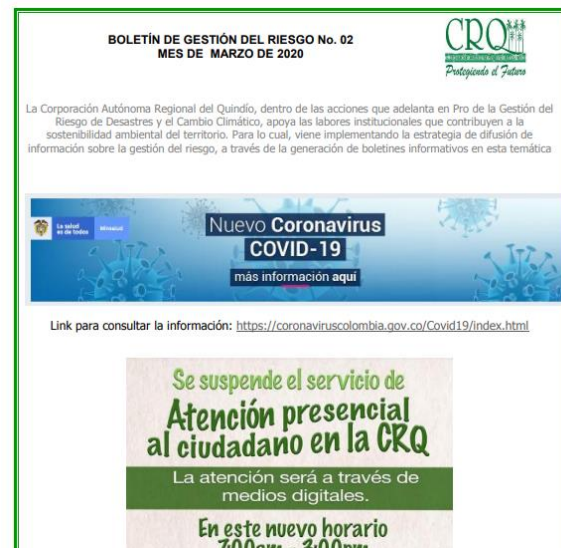 BOLETÍN DE GESTIÓN DEL RIESGO No. 02
MES DE MARZO DE 2020
CRQ
Protegiendo el Futuro
La Corporación Autónoma Regional del Quindío, dentro de las acciones que adelanta en Pro de la Gestión del
Riesgo de Desastres y el Cambio Climático, apoya las labores institucionales que contribuyen a la
sostenibilidad ambiental del territorio. Para lo cual, viene implementando la estrategia de difusión de
información sobre la gestión del riesgo, a través de la generación de boletines informativos en esta temática
La salud
es de todos
Minsalud
Nuevo Coronavirus
COVID-19
más información aquí
Link para consultar la información: https://coronaviruscolombia.gov.co/Covid19/index.html
Se suspende el servicio de
Atención presencial
al ciudadano en la CRQ
La atención será a través de
medios digitales.
En este nuevo horario
7:00am - 3:00pm